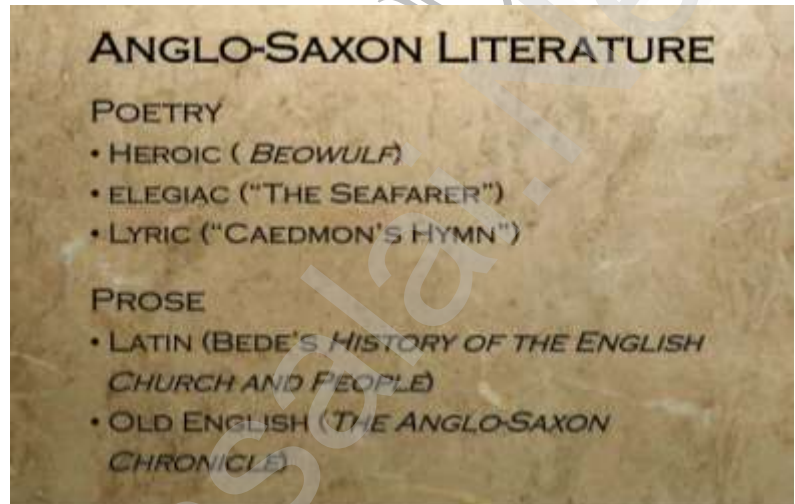 ANGLO-SAXON LITERATURE
POETRY
• HEROIC ( BEOWULF)
• ELEGIAC ("THE SEAFARER")
• LYRIC ("CAEDMON'S HYMN")
PROSE
• LATIN (BEDE'S HISTORY OF THE ENGLISH
CHURCH AND PEOPLE)
• OLD ENGLISH (THE ANGLO-SAXON
CHRONICLE)